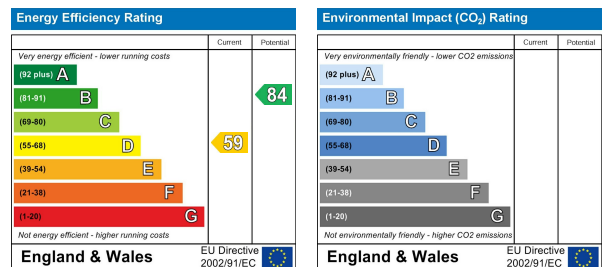 Energy Efficiency Rating
Current Potential
Very energy efficient - lower running costs
(92 plus) A
(81-91) B
84
(69-80) C
(55-68) D
59
(39-54) E
(21-38) F
(1-20) G
Not energy efficient - higher running costs
England & Wales
EU Directive
2002/91/EC
Environmental Impact (CO₂) Rating
Current Potential
Very environmentally friendly - lower CO2 emissions
(92 plus) A
(81-91) B
(69-80) C
(55-68) D
(39-54) E
(21-38) F
(1-20) G
Not environmentally friendly - higher CO2 emissions
England & Wales
EU Directive
2002/91/EC